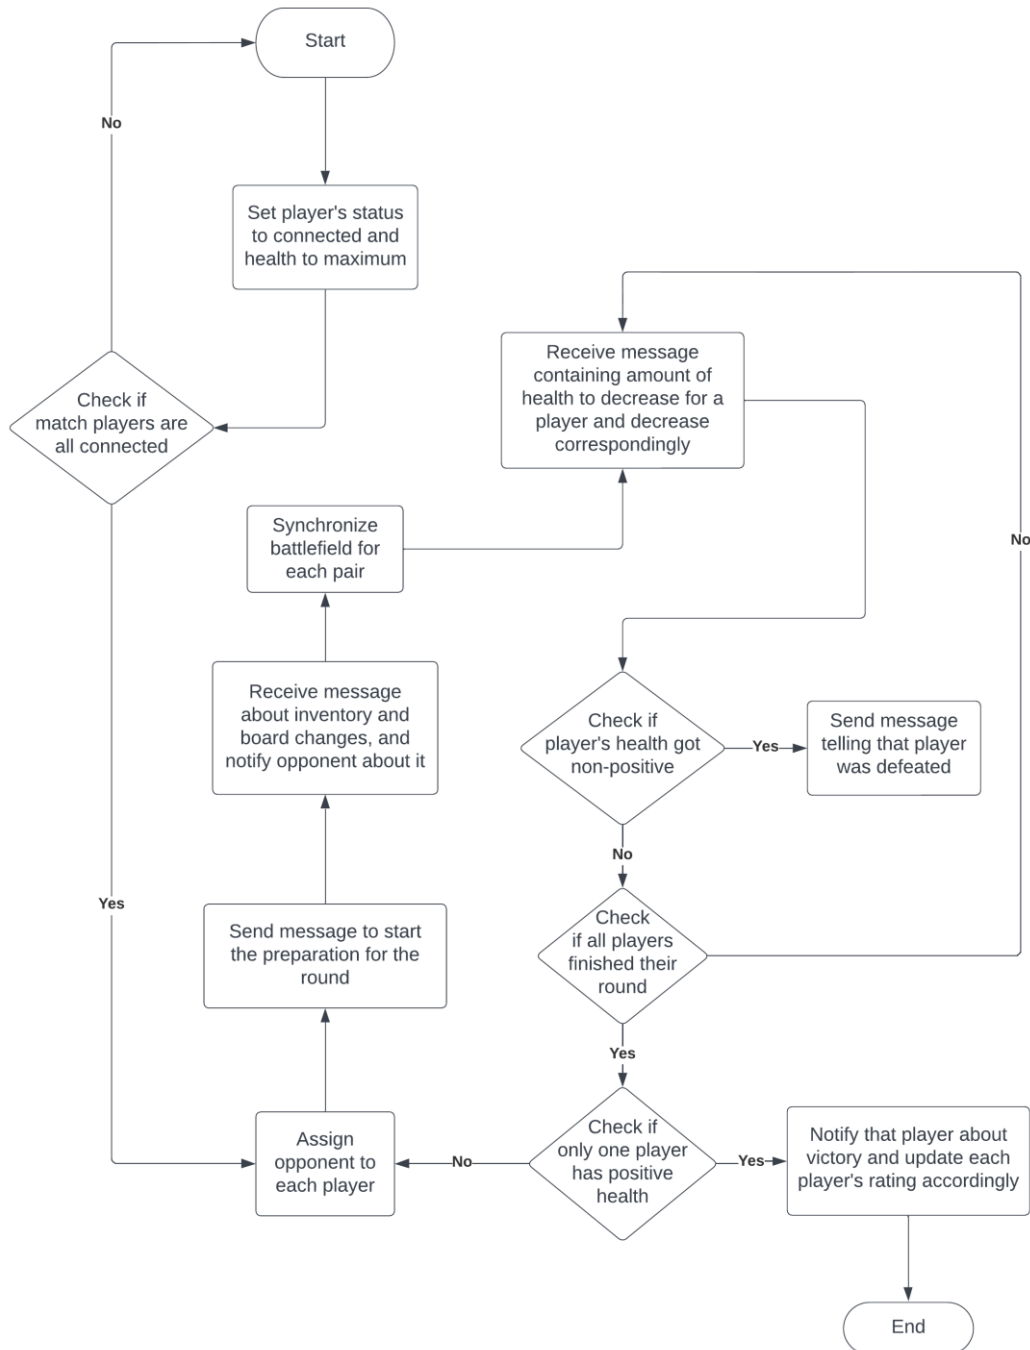 Start
No
Set player's status
to connected and
health to maximum
Check if
match players are
all connected
Yes
Assign
opponent to
each player
Send message to start
the preparation for the
round
Receive message
about inventory and
board changes, and
notify opponent about it
Synchronize
battlefield for
each pair
Receive message
containing amount of
health to decrease for a
player and decrease
correspondingly
Check if
player's health got
non-positive
Yes
Send message
telling that player
was defeated
No
Check
if all players
finished their
round
No
Yes
Check if
only one player
has positive
health
No
Yes
Notify that player about
victory and update each
player's rating accordingly
End